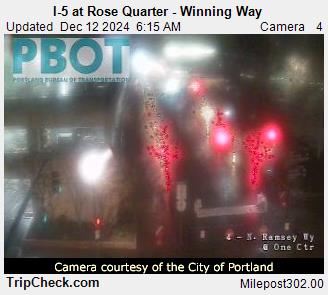 I-5 at Rose Quarter - Winning Way
Updated Dec 12 2024 6:15 AM Camera 4
PBOT
PORTLAND BUREAU OF TRANSPORTATION
4 - N. Ramsey Wy
@ One Ctr
Camera courtesy of the City of Portland
TripCheck.com Milepost302.00